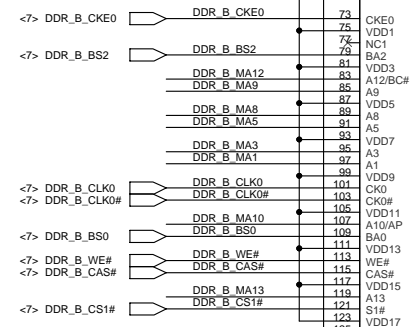 <7> DDR_B_CKE0 DDR_B_CKE0 73 CKE0
75 VDD1
77 NC1
<7> DDR_B_BS2 DDR_B_BS2 79 BA2
81 VDD3
DDR_B_MA12 83 A12/BC#
DDR_B_MA9 85 A9
87 VDD5
DDR_B_MA8 89 A8
DDR_B_MA5 91 A5
93 VDD7
DDR_B_MA3 95 A3
DDR_B_MA1 97 A1
99 VDD9
<7> DDR_B_CLK0 DDR_B_CLK0 101 CK0
<7> DDR_B_CLK0# DDR_B_CLK0# 103 CK0#
105 VDD11
DDR_B_MA10 107 A10/AP
<7> DDR_B_BS0 DDR_B_BS0 109 BA0
111 VDD13
<7> DDR_B_WE# DDR_B_WE# 113 WE#
<7> DDR_B_CAS# DDR_B_CAS# 115 CAS#
117 VDD15
DDR_B_MA13 119 A13
<7> DDR_B_CS1# DDR_B_CS1# 121 S1#
123 VDD17